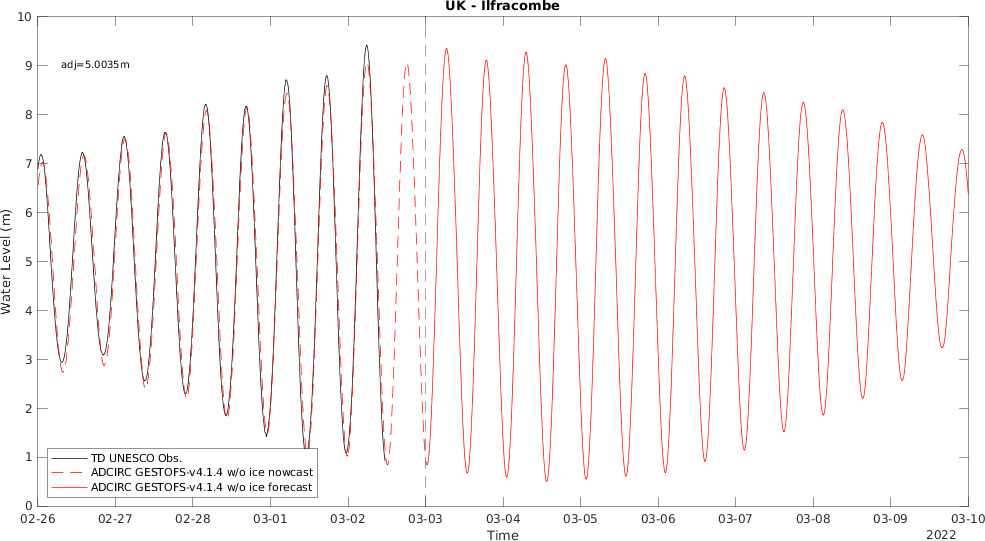 UK - Ilfracombe
10
9
8
7
6
5
4
3
2
1
0
adj=5.0035m
Water Level (m)
TD UNESCO Obs.
ADCIRC GESTOFS-v4.1.4 w/o ice nowcast
ADCIRC GESTOFS-v4.1.4 w/o ice forecast
02-26 02-27 02-28 03-01 03-02 03-03 03-04 03-05 03-06 03-07 03-08 03-09 03-10
Time
2022